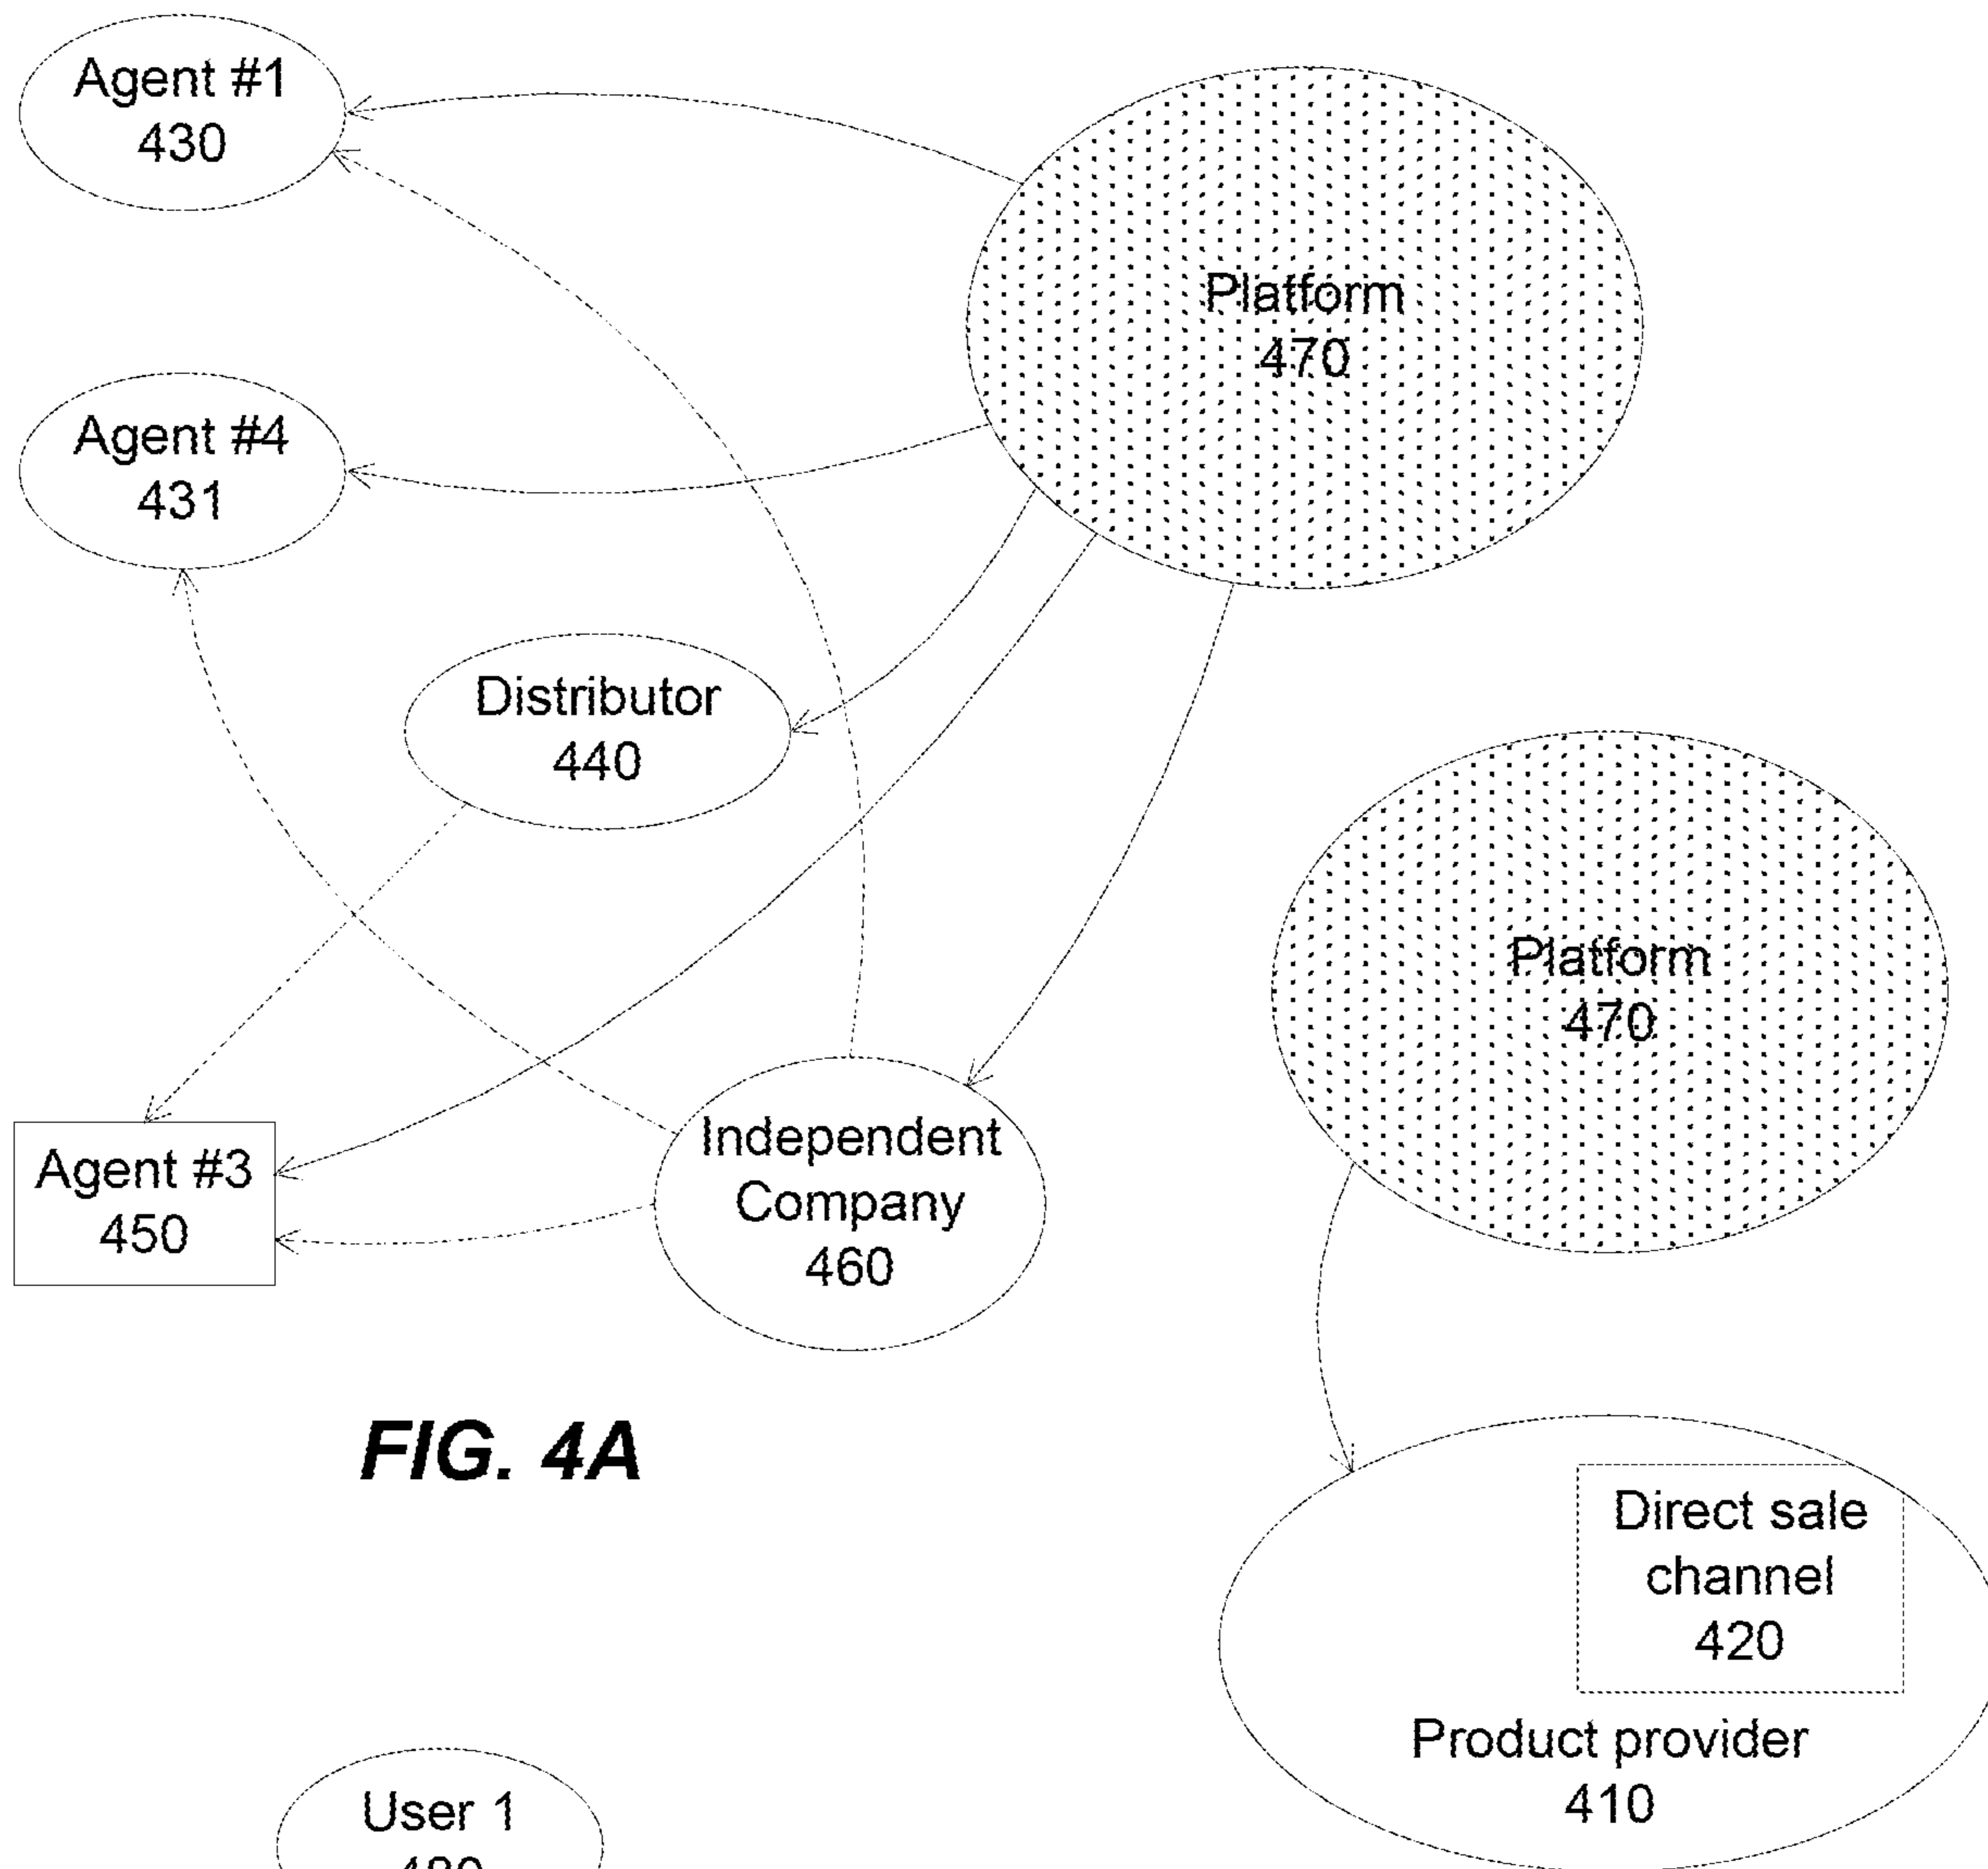 Agent #1
430
Platform
470
Agent #4
431
Distributor
440
Platform
470
Agent #3
450
Independent
Company
460
FIG. 4A
Direct sale
channel
420
Product provider
410
User 1